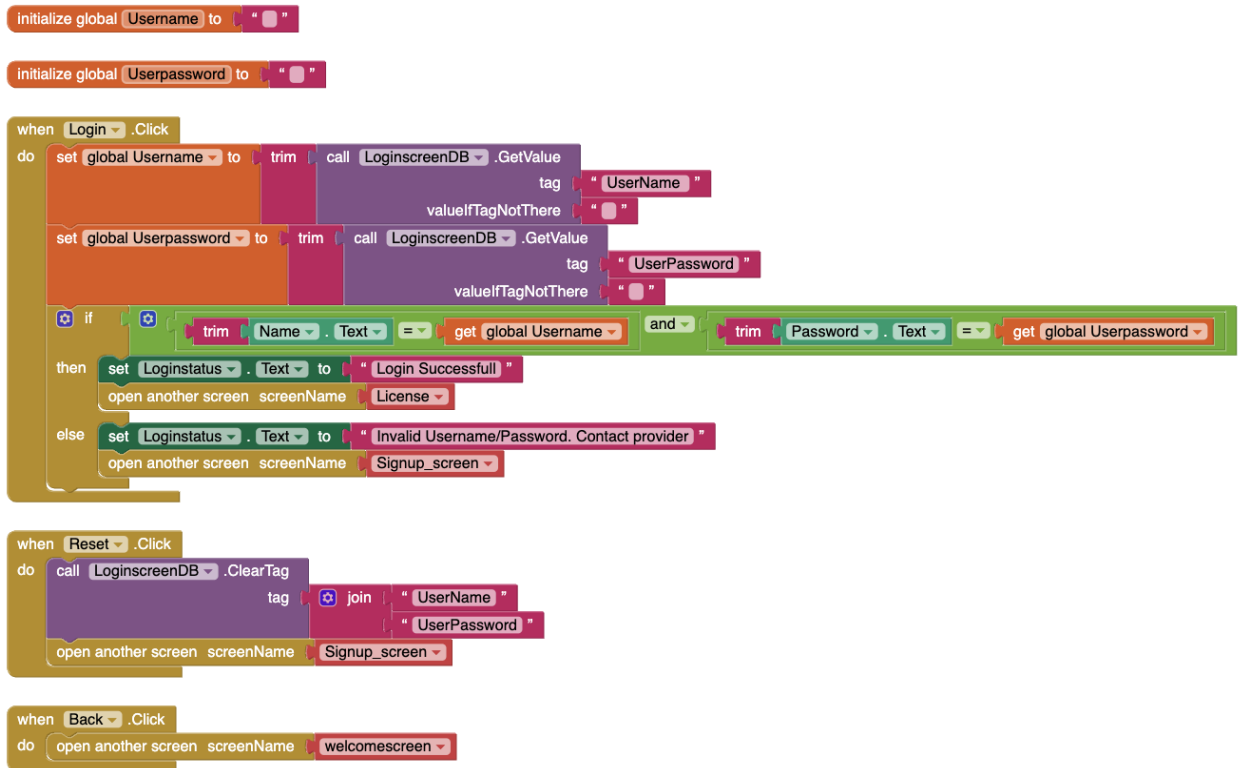 initialize global Username to " "
initialize global Userpassword to " "
when Login .Click
do set global Username to trim call LoginscreenDB .GetValue
tag " UserName "
valueIfTagNotThere " "
set global Userpassword to trim call LoginscreenDB .GetValue
tag " UserPassword "
valueIfTagNotThere " "
if trim Name . Text = get global Username and trim Password . Text = get global Userpassword
then set Loginstatus . Text to " Login Successfull "
open another screen screenName License
else set Loginstatus . Text to " Invalid Username/Password. Contact provider "
open another screen screenName Signup_screen
when Reset .Click
do call LoginscreenDB .ClearTag
tag join " UserName "
" UserPassword "
open another screen screenName Signup_screen
when Back .Click
do open another screen screenName welcomescreen